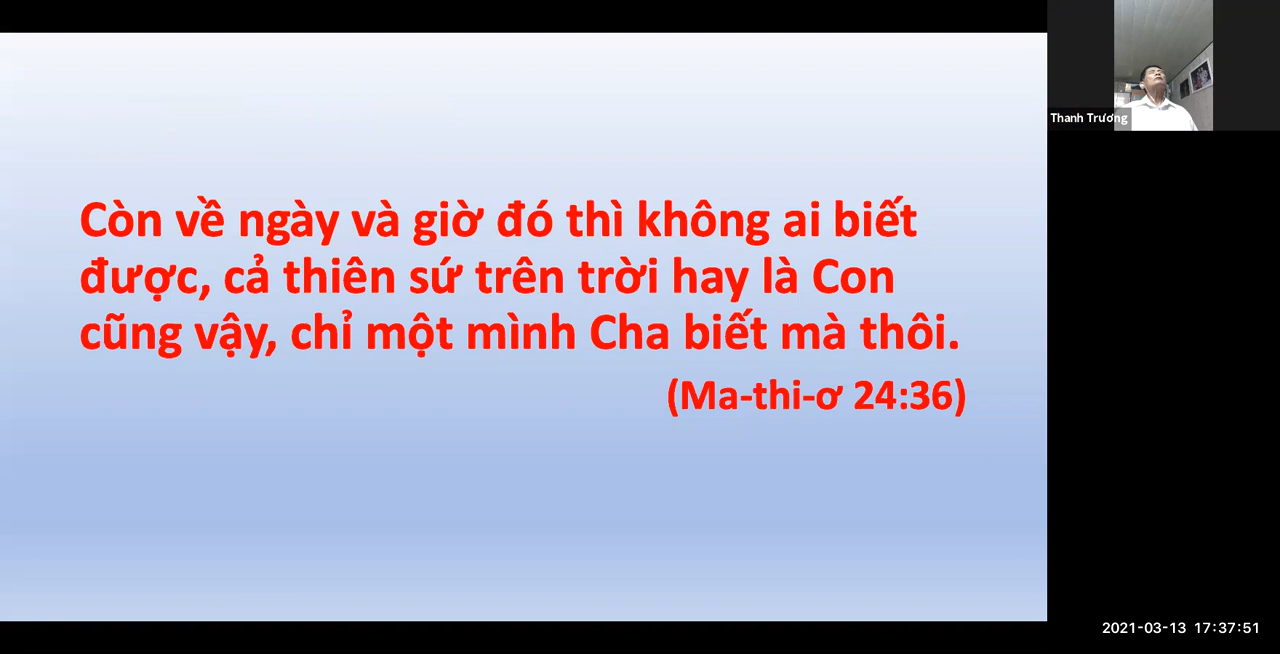 Còn về ngày và giờ đó thì không ai biết
được, cả thiên sứ trên trời hay là Con
cũng vậy, chỉ một mình Cha biết mà thôi.
(Ma-thi-ơ 24:36)
Thanh Trương
2021-03-13 17:37:51